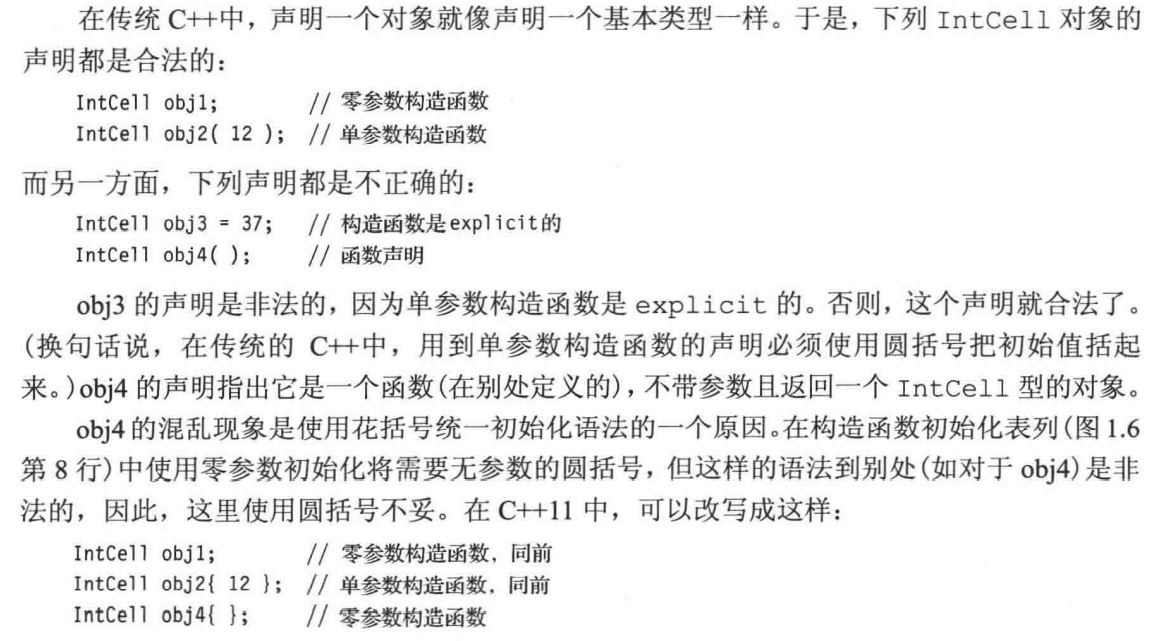 在传统 C++中，声明一个对象就像声明一个基本类型一样。于是，下列 IntCell 对象的
声明都是合法的：
IntCell obj1; // 零参数构造函数
IntCell obj2( 12 ); // 单参数构造函数
而另一方面，下列声明都是不正确的：
IntCell obj3 = 37; // 构造函数是explicit的
IntCell obj4( ); // 函数声明
obj3 的声明是非法的，因为单参数构造函数是 explicit 的。否则，这个声明就合法了。
(换句话说，在传统的 C++中，用到单参数构造函数的声明必须使用圆括号把初始值括起
来。)obj4 的声明指出它是一个函数(在别处定义的)，不带参数且返回一个 IntCell 型的对象。
obj4 的混乱现象是使用花括号统一初始化语法的一个原因。在构造函数初始化表列(图 1.6
第 8 行)中使用零参数初始化将需要无参数的圆括号，但这样的语法到别处(如对于 obj4)是非
法的，因此，这里使用圆括号不妥。在 C++11 中，可以改写成这样：
IntCell obj1; // 零参数构造函数，同前
IntCell obj2{ 12 }; // 单参数构造函数，同前
IntCell obj4{ }; // 零参数构造函数